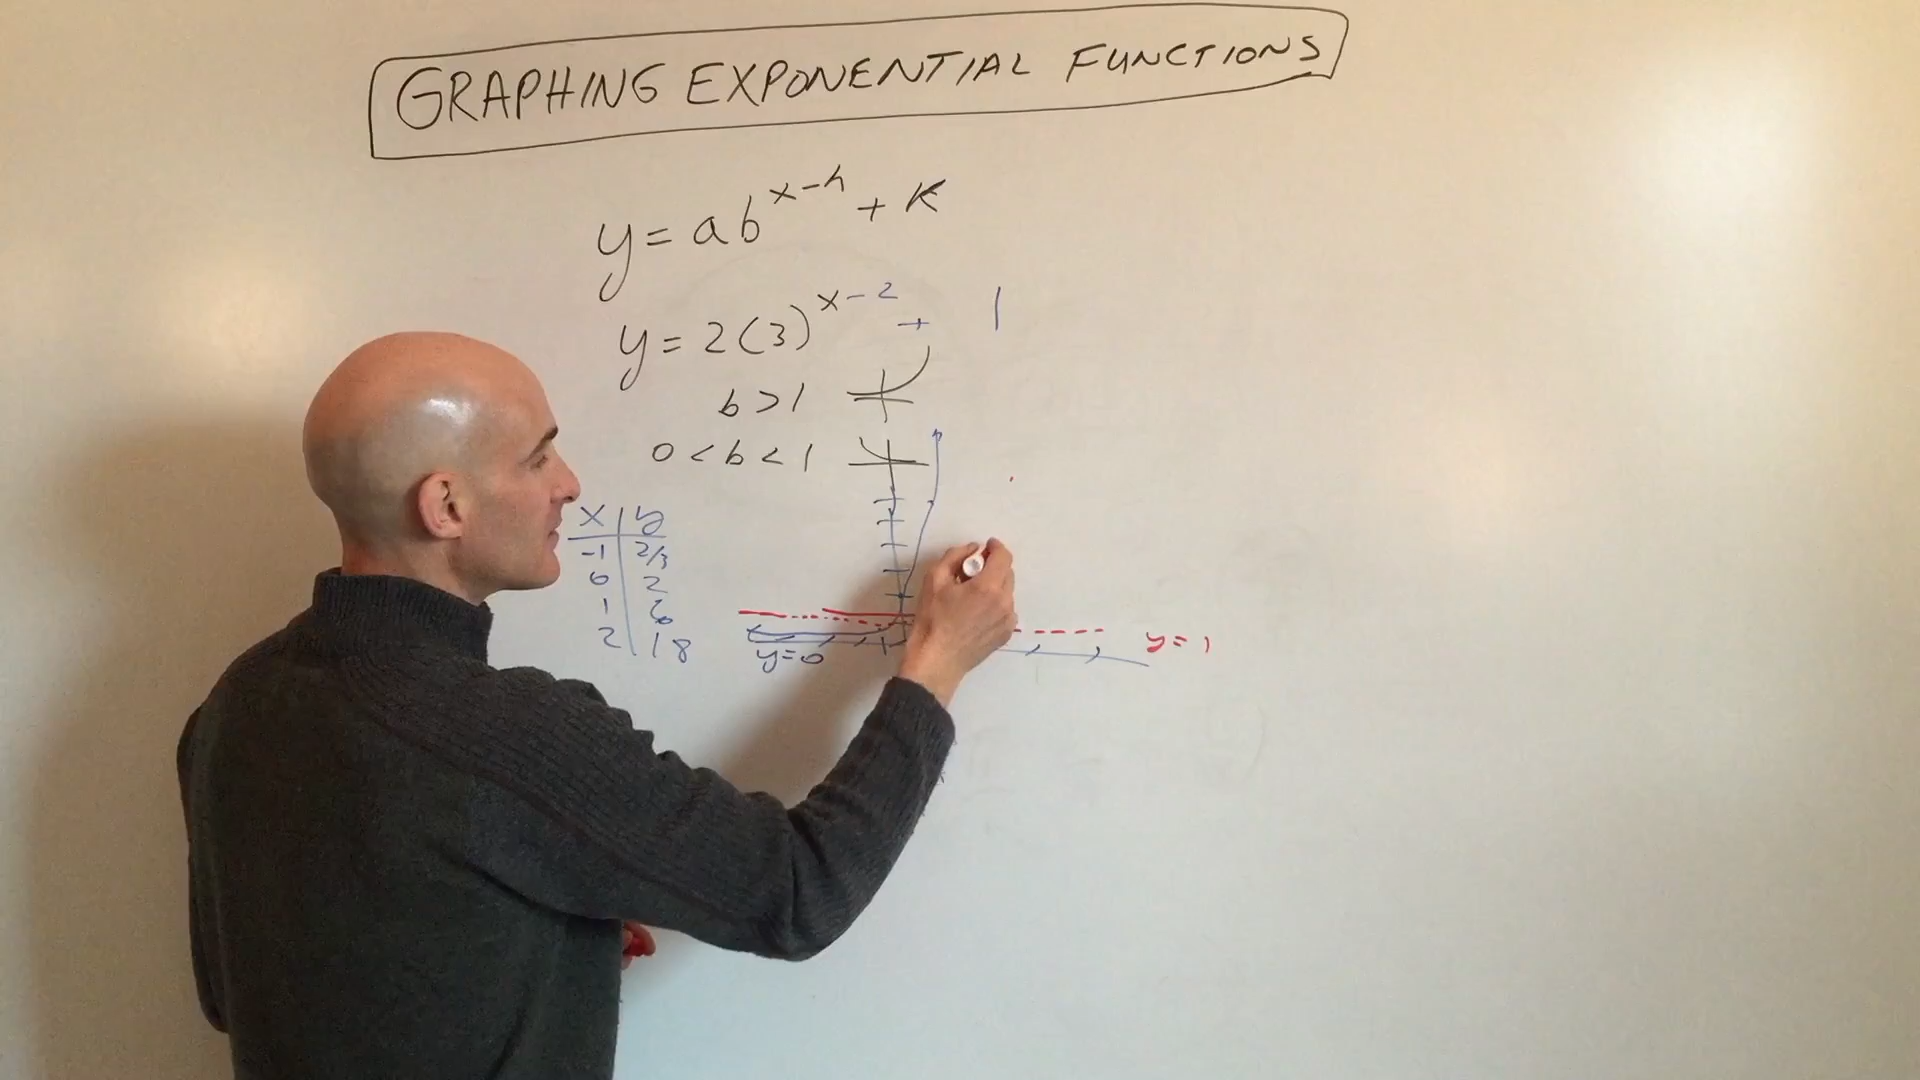 GRAPHING EXPONENTIAL FUNCTIONS
y = ab^(x-h) + k
y = 2(3)^(x-2) + 1
b > 1
0 < b < 1
x | y
-1 | 2/3
0 | 2
1 | 6
2 | 18
y=0
y=1